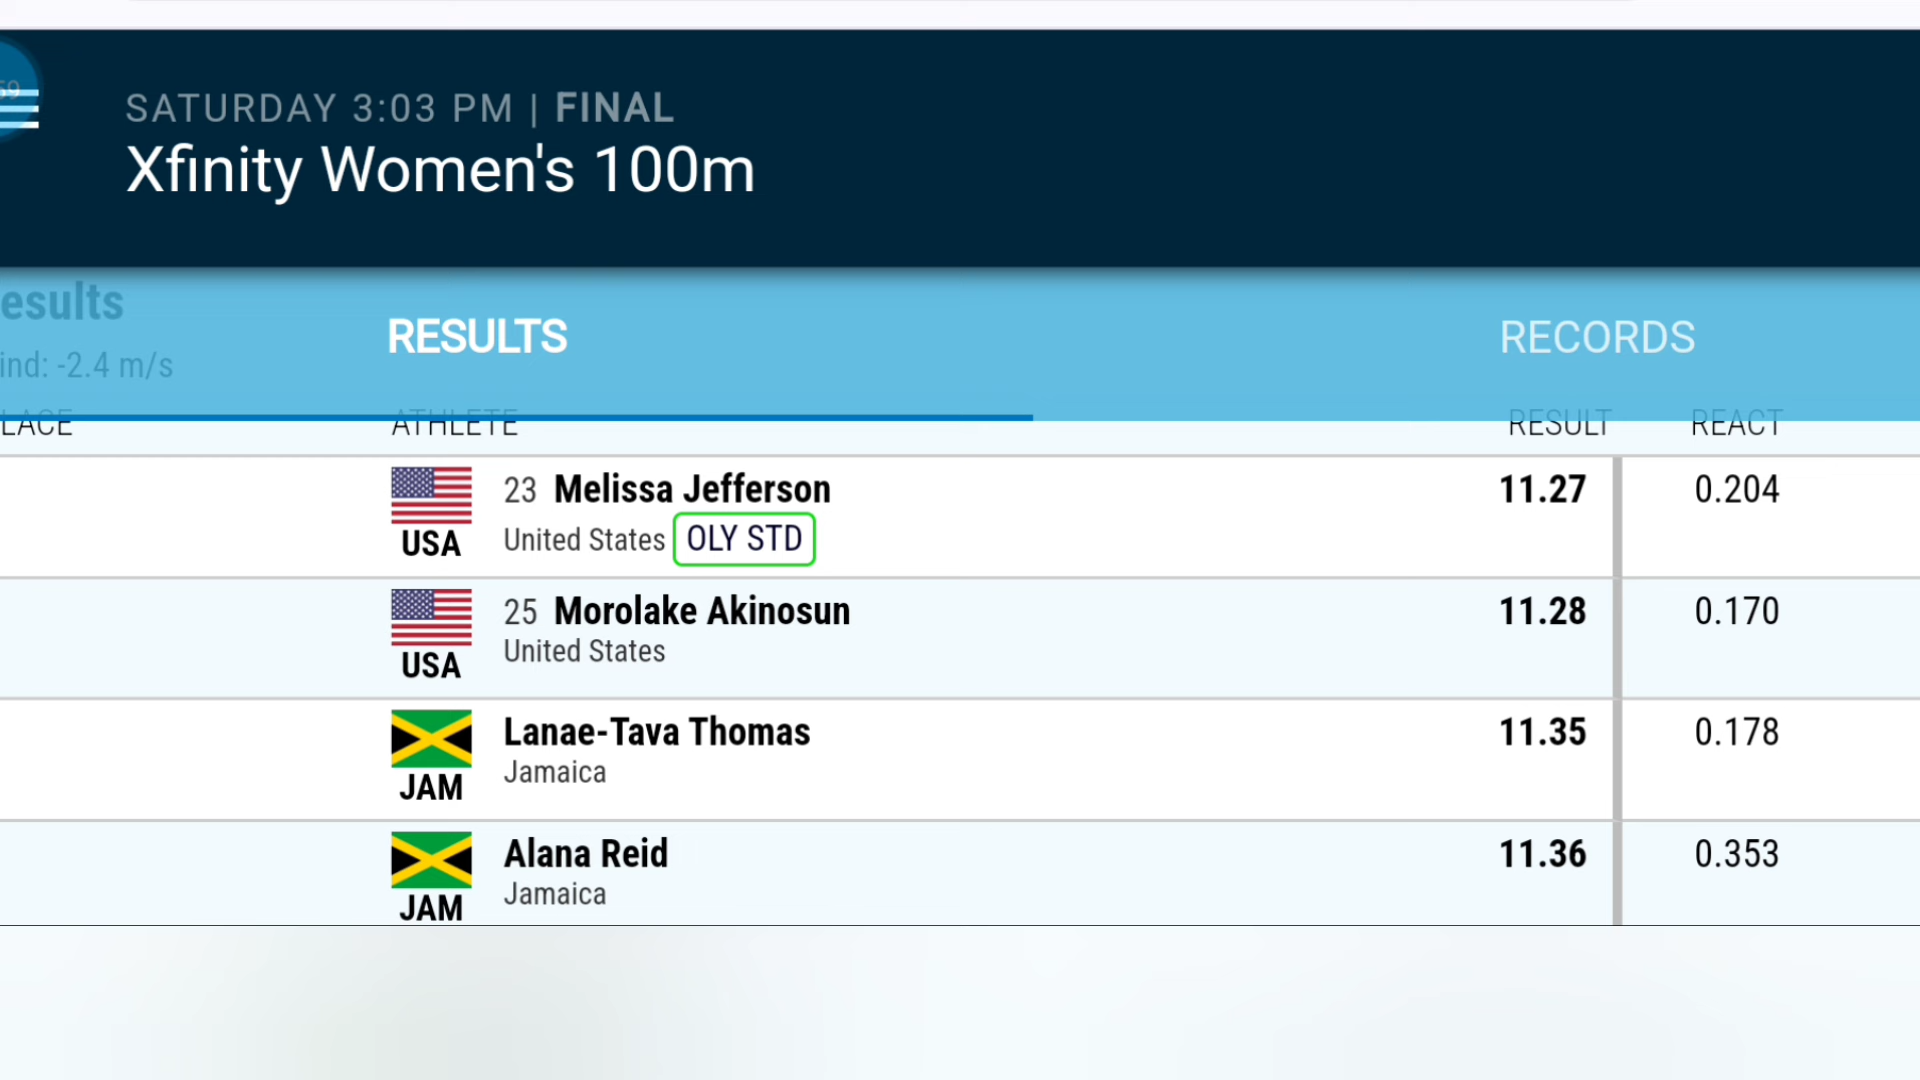 59
SATURDAY 3:03 PM | FINAL
Xfinity Women's 100m
esults
RESULTS
RECORDS
ind: -2.4 m/s
LACE ATHLETE RESULT REACT
23 Melissa Jefferson 11.27 0.204
USA United States OLY STD
25 Morolake Akinosun 11.28 0.170
USA United States
Lanae-Tava Thomas 11.35 0.178
JAM Jamaica
Alana Reid 11.36 0.353
JAM Jamaica